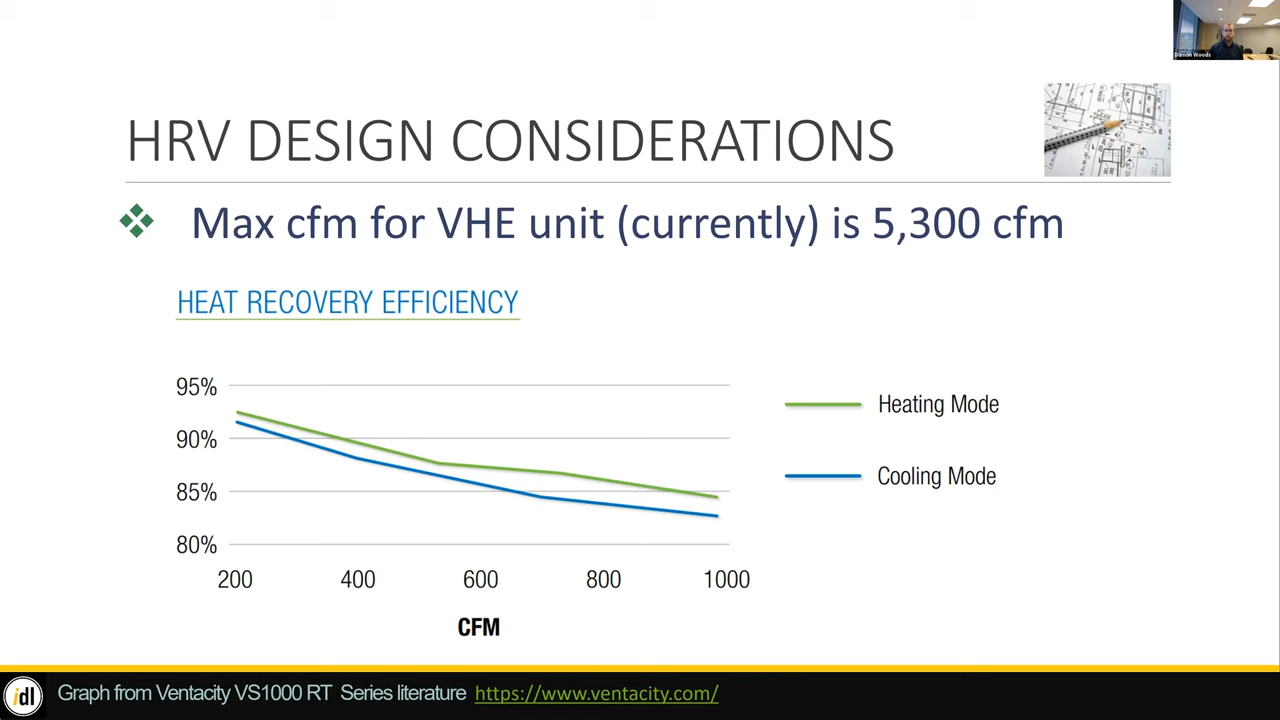 Damon Woods
HRV DESIGN CONSIDERATIONS
Max cfm for VHE unit (currently) is 5,300 cfm
HEAT RECOVERY EFFICIENCY
95%
90%
85%
80%
200 400 600 800 1000
CFM
Heating Mode
Cooling Mode
idl
Graph from Ventacity VS1000 RT Series literature https://www.ventacity.com/